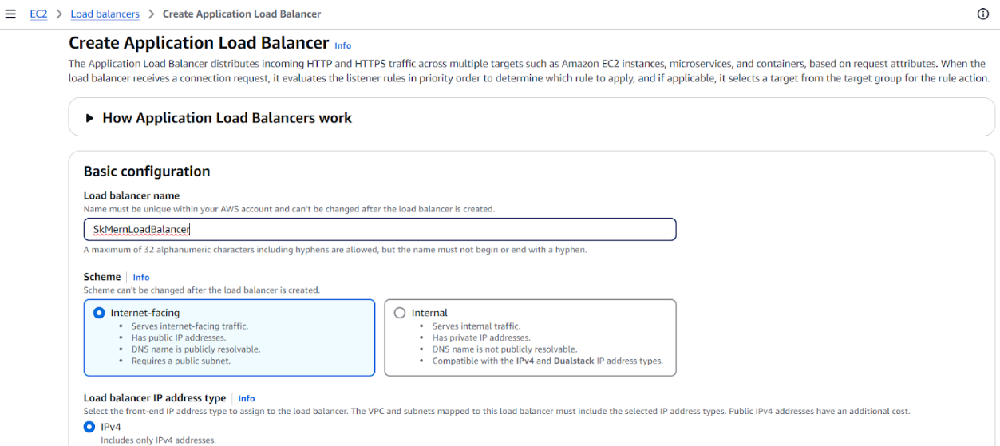 EC2 > Load balancers > Create Application Load Balancer
Create Application Load Balancer Info
The Application Load Balancer distributes incoming HTTP and HTTPS traffic across multiple targets such as Amazon EC2 instances, microservices, and containers, based on request attributes. When the
load balancer receives a connection request, it evaluates the listener rules in priority order to determine which rule to apply, and if applicable, it selects a target from the target group for the rule action.
How Application Load Balancers work
Basic configuration
Load balancer name
Name must be unique within your AWS account and can't be changed after the load balancer is created.
SkMernLoadBalancer
A maximum of 32 alphanumeric characters including hyphens are allowed, but the name must not begin or end with a hyphen.
Scheme Info
Scheme can't be changed after the load balancer is created.
Internet-facing
• Serves internet-facing traffic.
• Has public IP addresses.
• DNS name is publicly resolvable.
• Requires a public subnet.
Internal
• Serves internal traffic.
• Has private IP addresses.
• DNS name is not publicly resolvable.
• Compatible with the IPv4 and Dualstack IP address types.
Load balancer IP address type Info
Select the front-end IP address type to assign to the load balancer. The VPC and subnets mapped to this load balancer must include the selected IP address types. Public IPv4 addresses have an additional cost.
IPv4
Includes only IPv4 addresses.